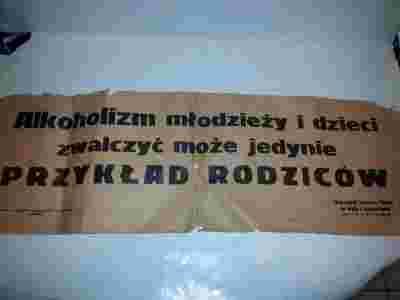 Alkoholizm młodzieży i dzieci
zwalczyć może jedynie
PRZYKŁAD RODZICÓW